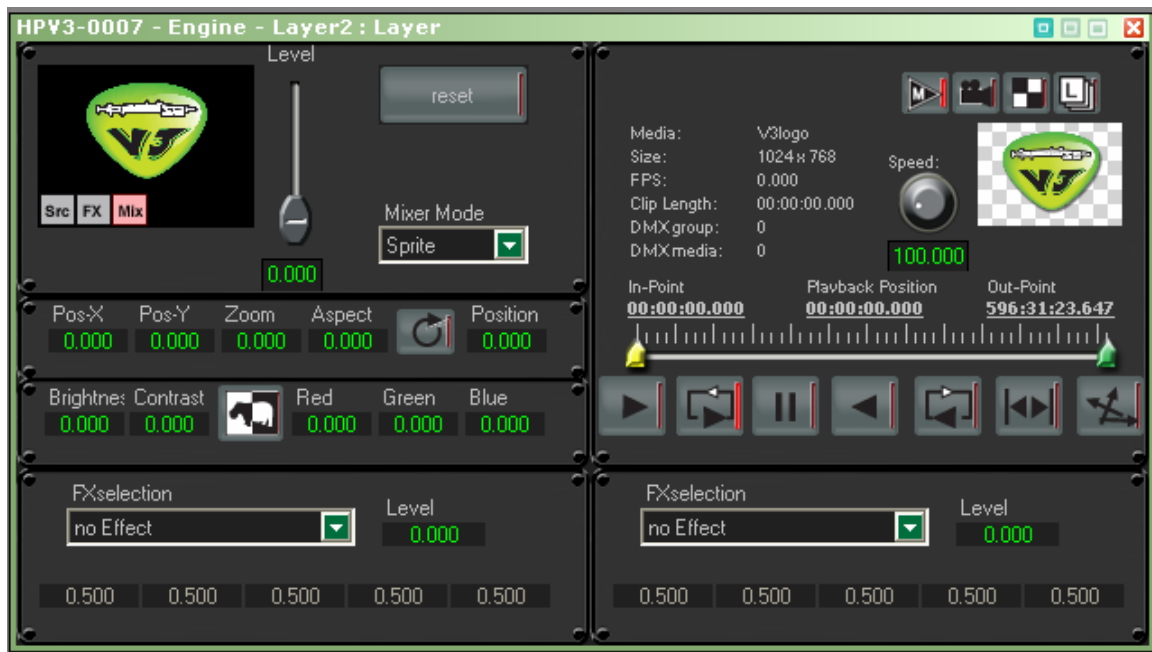 HPV3-0007 - Engine - Layer2 : Layer
Level
reset
V3
Src FX Mix
Mixer Mode
Sprite
0.000
Pos-X Pos-Y Zoom Aspect Position
0.000 0.000 0.000 0.000 0.000
Brightnes Contrast Red Green Blue
0.000 0.000 0.000 0.000 0.000
M L
Media: V3logo
Size: 1024 x 768
FPS: 0.000
Clip Length: 00:00:00.000
DMX group: 0
DMX media: 0
Speed:
V3
100.000
In-Point Playback Position Out-Point
00:00:00.000 00:00:00.000 596:31:23.647
FXselection
no Effect
Level
0.000
0.500 0.500 0.500 0.500 0.500
FXselection
no Effect
Level
0.000
0.500 0.500 0.500 0.500 0.500